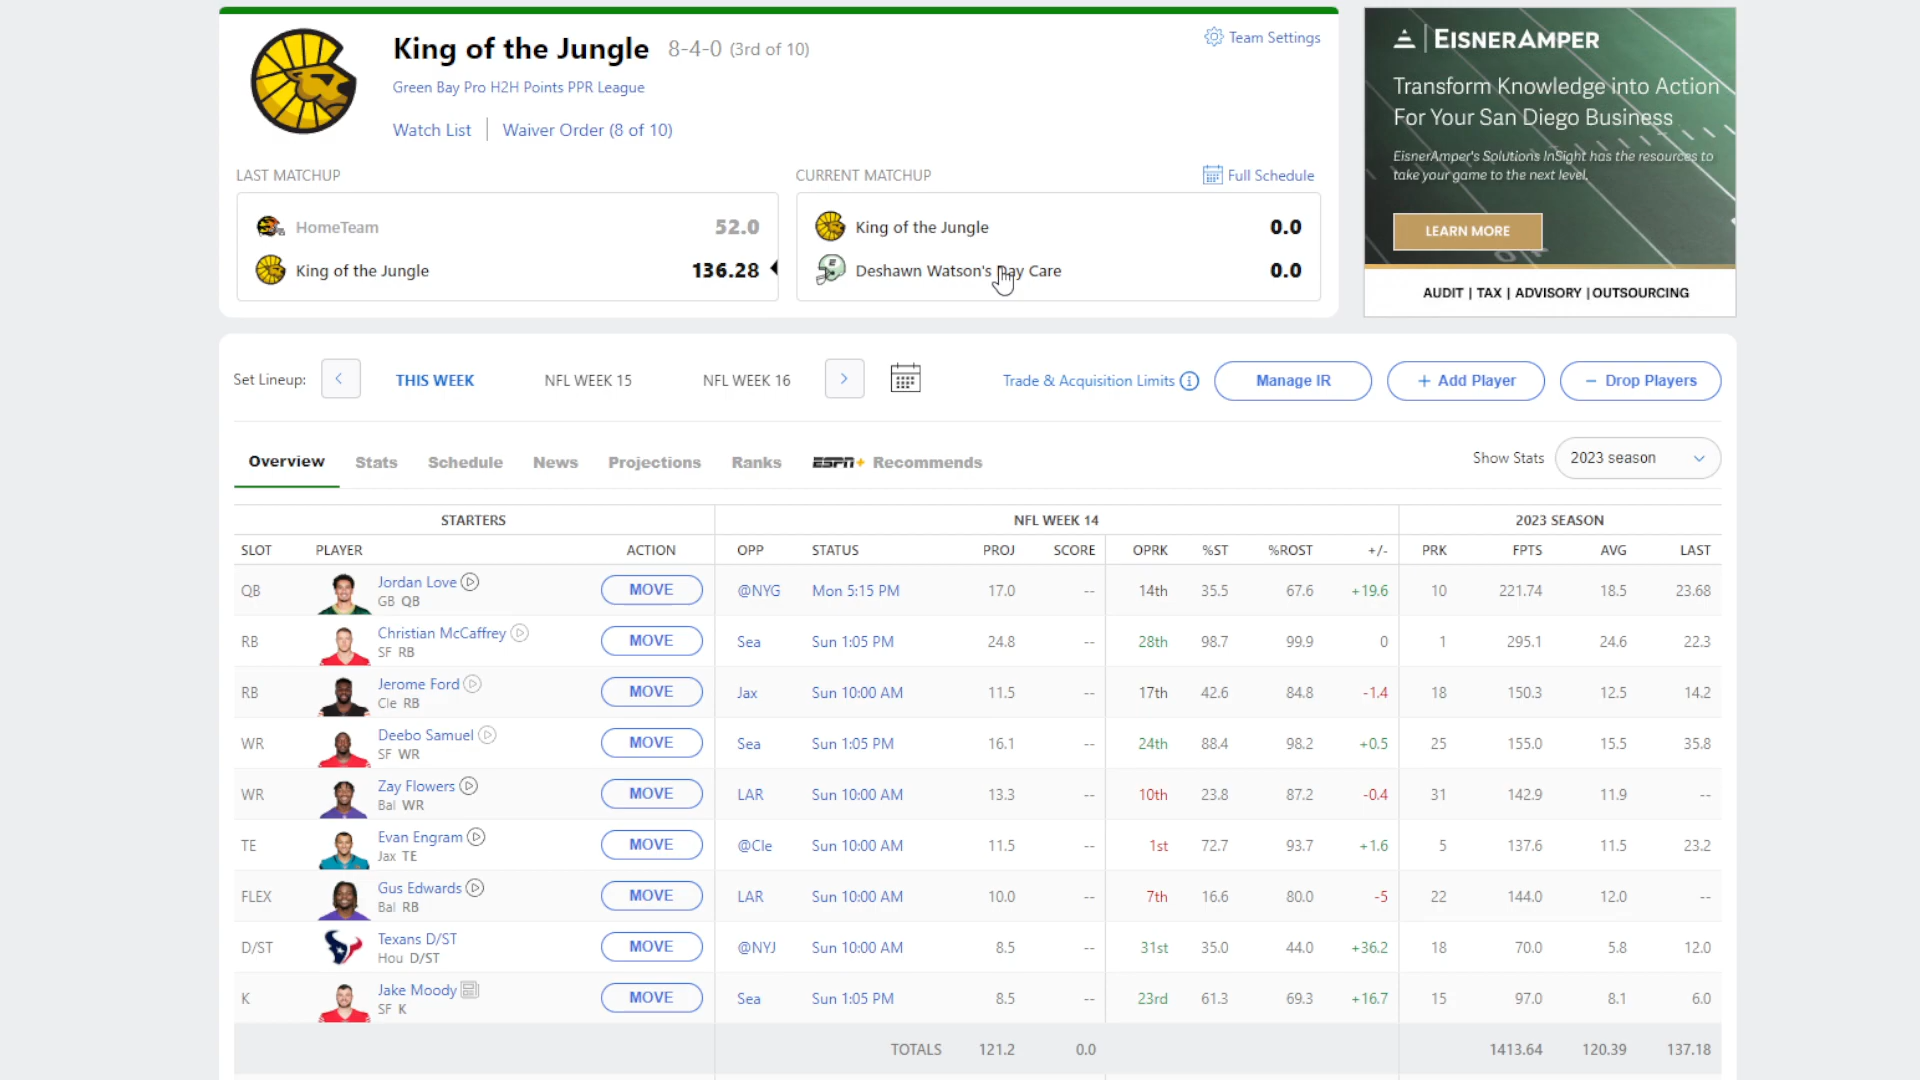 King of the Jungle 8-4-0 (3rd of 10)
Team Settings
Green Bay Pro H2H Points PPR League
Watch List Waiver Order (8 of 10)
LAST MATCHUP
HomeTeam 52.0
King of the Jungle 136.28
CURRENT MATCHUP
Full Schedule
King of the Jungle 0.0
Deshawn Watson's Day Care 0.0
EISNERAMPER
Transform Knowledge into Action
For Your San Diego Business
EisnerAmper's Solutions InSight has the resources to
take your game to the next level.
LEARN MORE
AUDIT | TAX | ADVISORY | OUTSOURCING
Set Lineup: THIS WEEK NFL WEEK 15 NFL WEEK 16 Trade & Acquisition Limits Manage IR + Add Player − Drop Players
Overview Stats Schedule News Projections Ranks ESPN+ Recommends Show Stats 2023 season
STARTERS NFL WEEK 14 2023 SEASON
SLOT PLAYER ACTION OPP STATUS PROJ SCORE OPRK %ST %ROST +/- PRK FPTS AVG LAST
QB Jordan Love MOVE @NYG Mon 5:15 PM 17.0 -- 14th 35.5 67.6 +19.6 10 221.74 18.5 23.68
GB QB
RB Christian McCaffrey MOVE Sea Sun 1:05 PM 24.8 -- 28th 98.7 99.9 0 1 295.1 24.6 22.3
SF RB
RB Jerome Ford MOVE Jax Sun 10:00 AM 11.5 -- 17th 42.6 84.8 -1.4 18 150.3 12.5 14.2
Cle RB
WR Deebo Samuel MOVE Sea Sun 1:05 PM 16.1 -- 24th 88.4 98.2 +0.5 25 155.0 15.5 35.8
SF WR
WR Zay Flowers MOVE LAR Sun 10:00 AM 13.3 -- 10th 23.8 87.2 -0.4 31 142.9 11.9 --
Bal WR
TE Evan Engram MOVE @Cle Sun 10:00 AM 11.5 -- 1st 72.7 93.7 +1.6 5 137.6 11.5 23.2
Jax TE
FLEX Gus Edwards MOVE LAR Sun 10:00 AM 10.0 -- 7th 16.6 80.0 -5 22 144.0 12.0 --
Bal RB
D/ST Texans D/ST MOVE @NYJ Sun 10:00 AM 8.5 -- 31st 35.0 44.0 +36.2 18 70.0 5.8 12.0
Hou D/ST
K Jake Moody MOVE Sea Sun 1:05 PM 8.5 -- 23rd 61.3 69.3 +16.7 15 97.0 8.1 6.0
SF K
TOTALS 121.2 0.0 1413.64 120.39 137.18